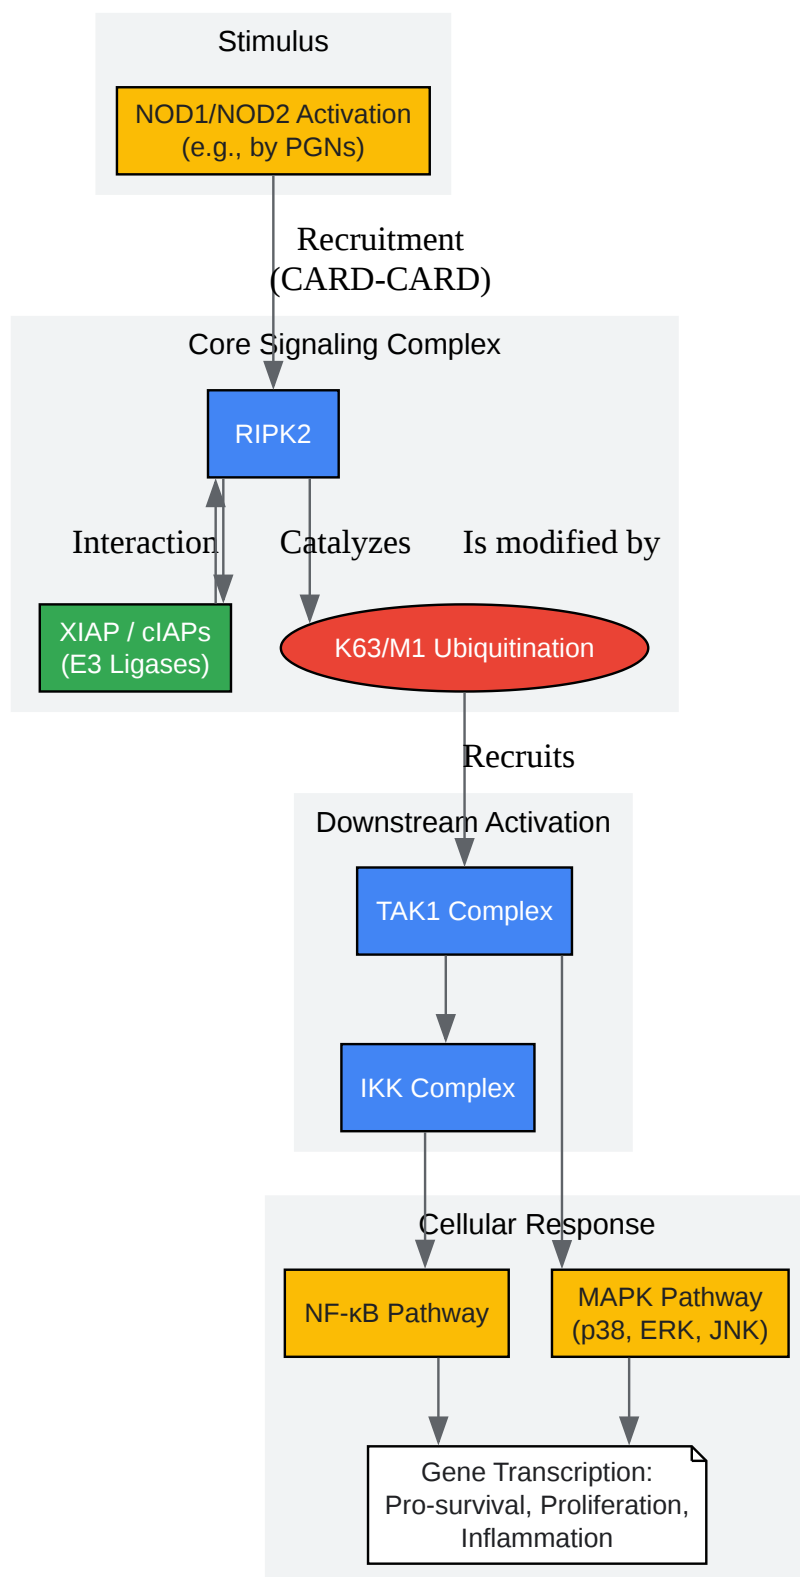 Stimulus
NOD1/NOD2 Activation
(e.g., by PGNs)
Recruitment
(CARD-CARD)
Core Signaling Complex
RIPK2
Interaction
Catalyzes
Is modified by
XIAP / cIAPs
(E3 Ligases)
K63/M1 Ubiquitination
Recruits
Downstream Activation
TAK1 Complex
IKK Complex
Cellular Response
NF-κB Pathway
MAPK Pathway
(p38, ERK, JNK)
Gene Transcription:
Pro-survival, Proliferation,
Inflammation